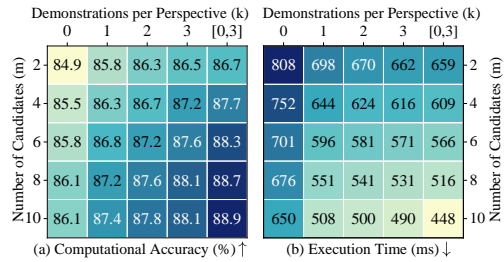 Demonstrations per Perspective (k) Demonstrations per Perspective (k)
0 1 2 3 [0,3] 0 1 2 3 [0,3]
Number of Candidates (m)
2 84.9 85.8 86.3 86.5 86.7 808 698 670 662 659 2
4 85.5 86.3 86.7 87.2 87.7 752 644 624 616 609 4
6 85.8 86.8 87.2 87.6 88.3 701 596 581 571 566 6
8 86.1 87.2 87.6 88.1 88.7 676 551 541 531 516 8
10 86.1 87.4 87.8 88.1 88.9 650 508 500 490 448 10
Number of Candidates (m)
(a) Computational Accuracy (%) ↑ (b) Execution Time (ms) ↓